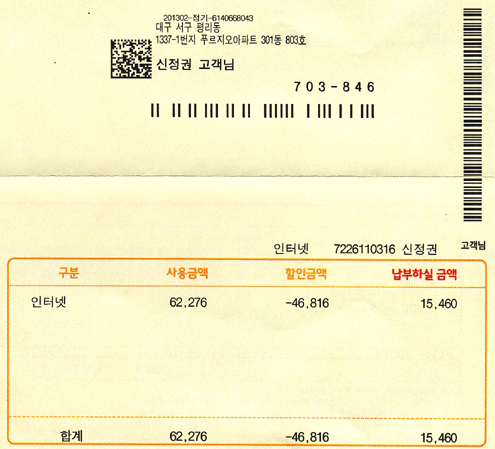 201302-정기-6140668043
대구 서구 평리동
1337-1번지 푸르지오아파트 301동 803호
신정권 고객님
703-846
인터넷 7226110316 신정권 고객님
구분 사용금액 할인금액 납부하실 금액
인터넷 62,276 -46,816 15,460
합계 62,276 -46,816 15,460